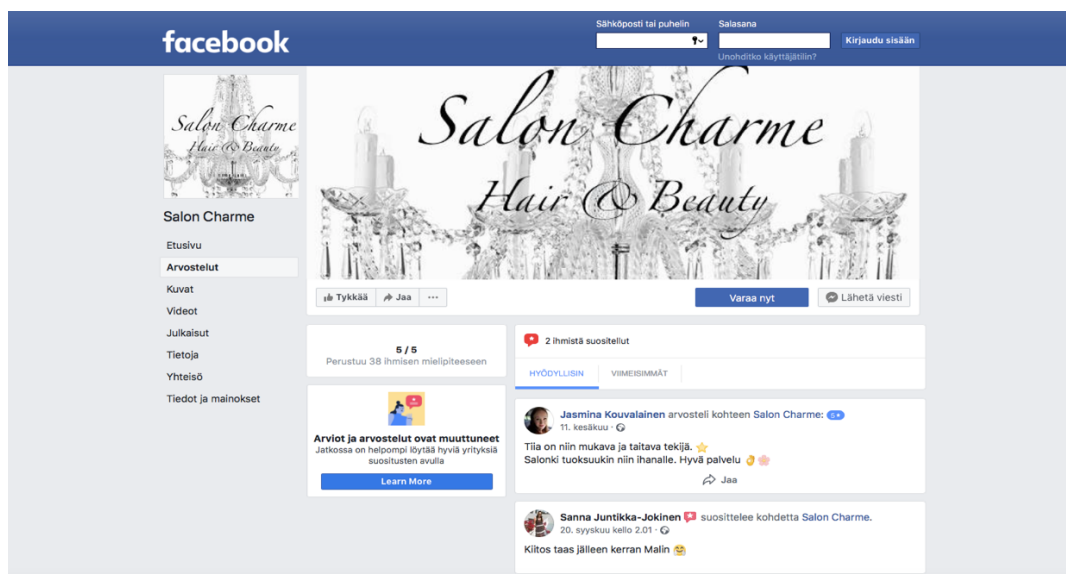 facebook
Sähköposti tai puhelin
Salasana
Kirjaudu sisään
Unohditko käyttäjätilin?
Salon Charme
Hair & Beauty
Salon Charme
Hair & Beauty
Salon Charme
Etusivu
Arvostelut
Kuvat
Videot
Julkaisut
Tietoja
Yhteisö
Tiedot ja mainokset
Tykkää
Jaa
...
Varaa nyt
Lähetä viesti
5 / 5
Perustuu 38 ihmisen mielipiteeseen
Arviot ja arvostelut ovat muuttuneet
Jatkossa on helpompi löytää hyviä yrityksiä
suositusten avulla
Learn More
2 ihmistä suositellut
HYÖDYLLISIN VIIMEISIMMÄT
Jasmina Kouvalainen arvosteli kohteen Salon Charme: 5★
11. kesäkuu ·
Tiia on niin mukava ja taitava tekijä. ⭐
Salonki tuoksuukin niin ihanalle. Hyvä palvelu 👌🌸
Jaa
Sanna Juntikka-Jokinen suosittelee kohdetta Salon Charme.
20. syyskuu kello 2.01 ·
Kiitos taas jälleen kerran Malin 🤗